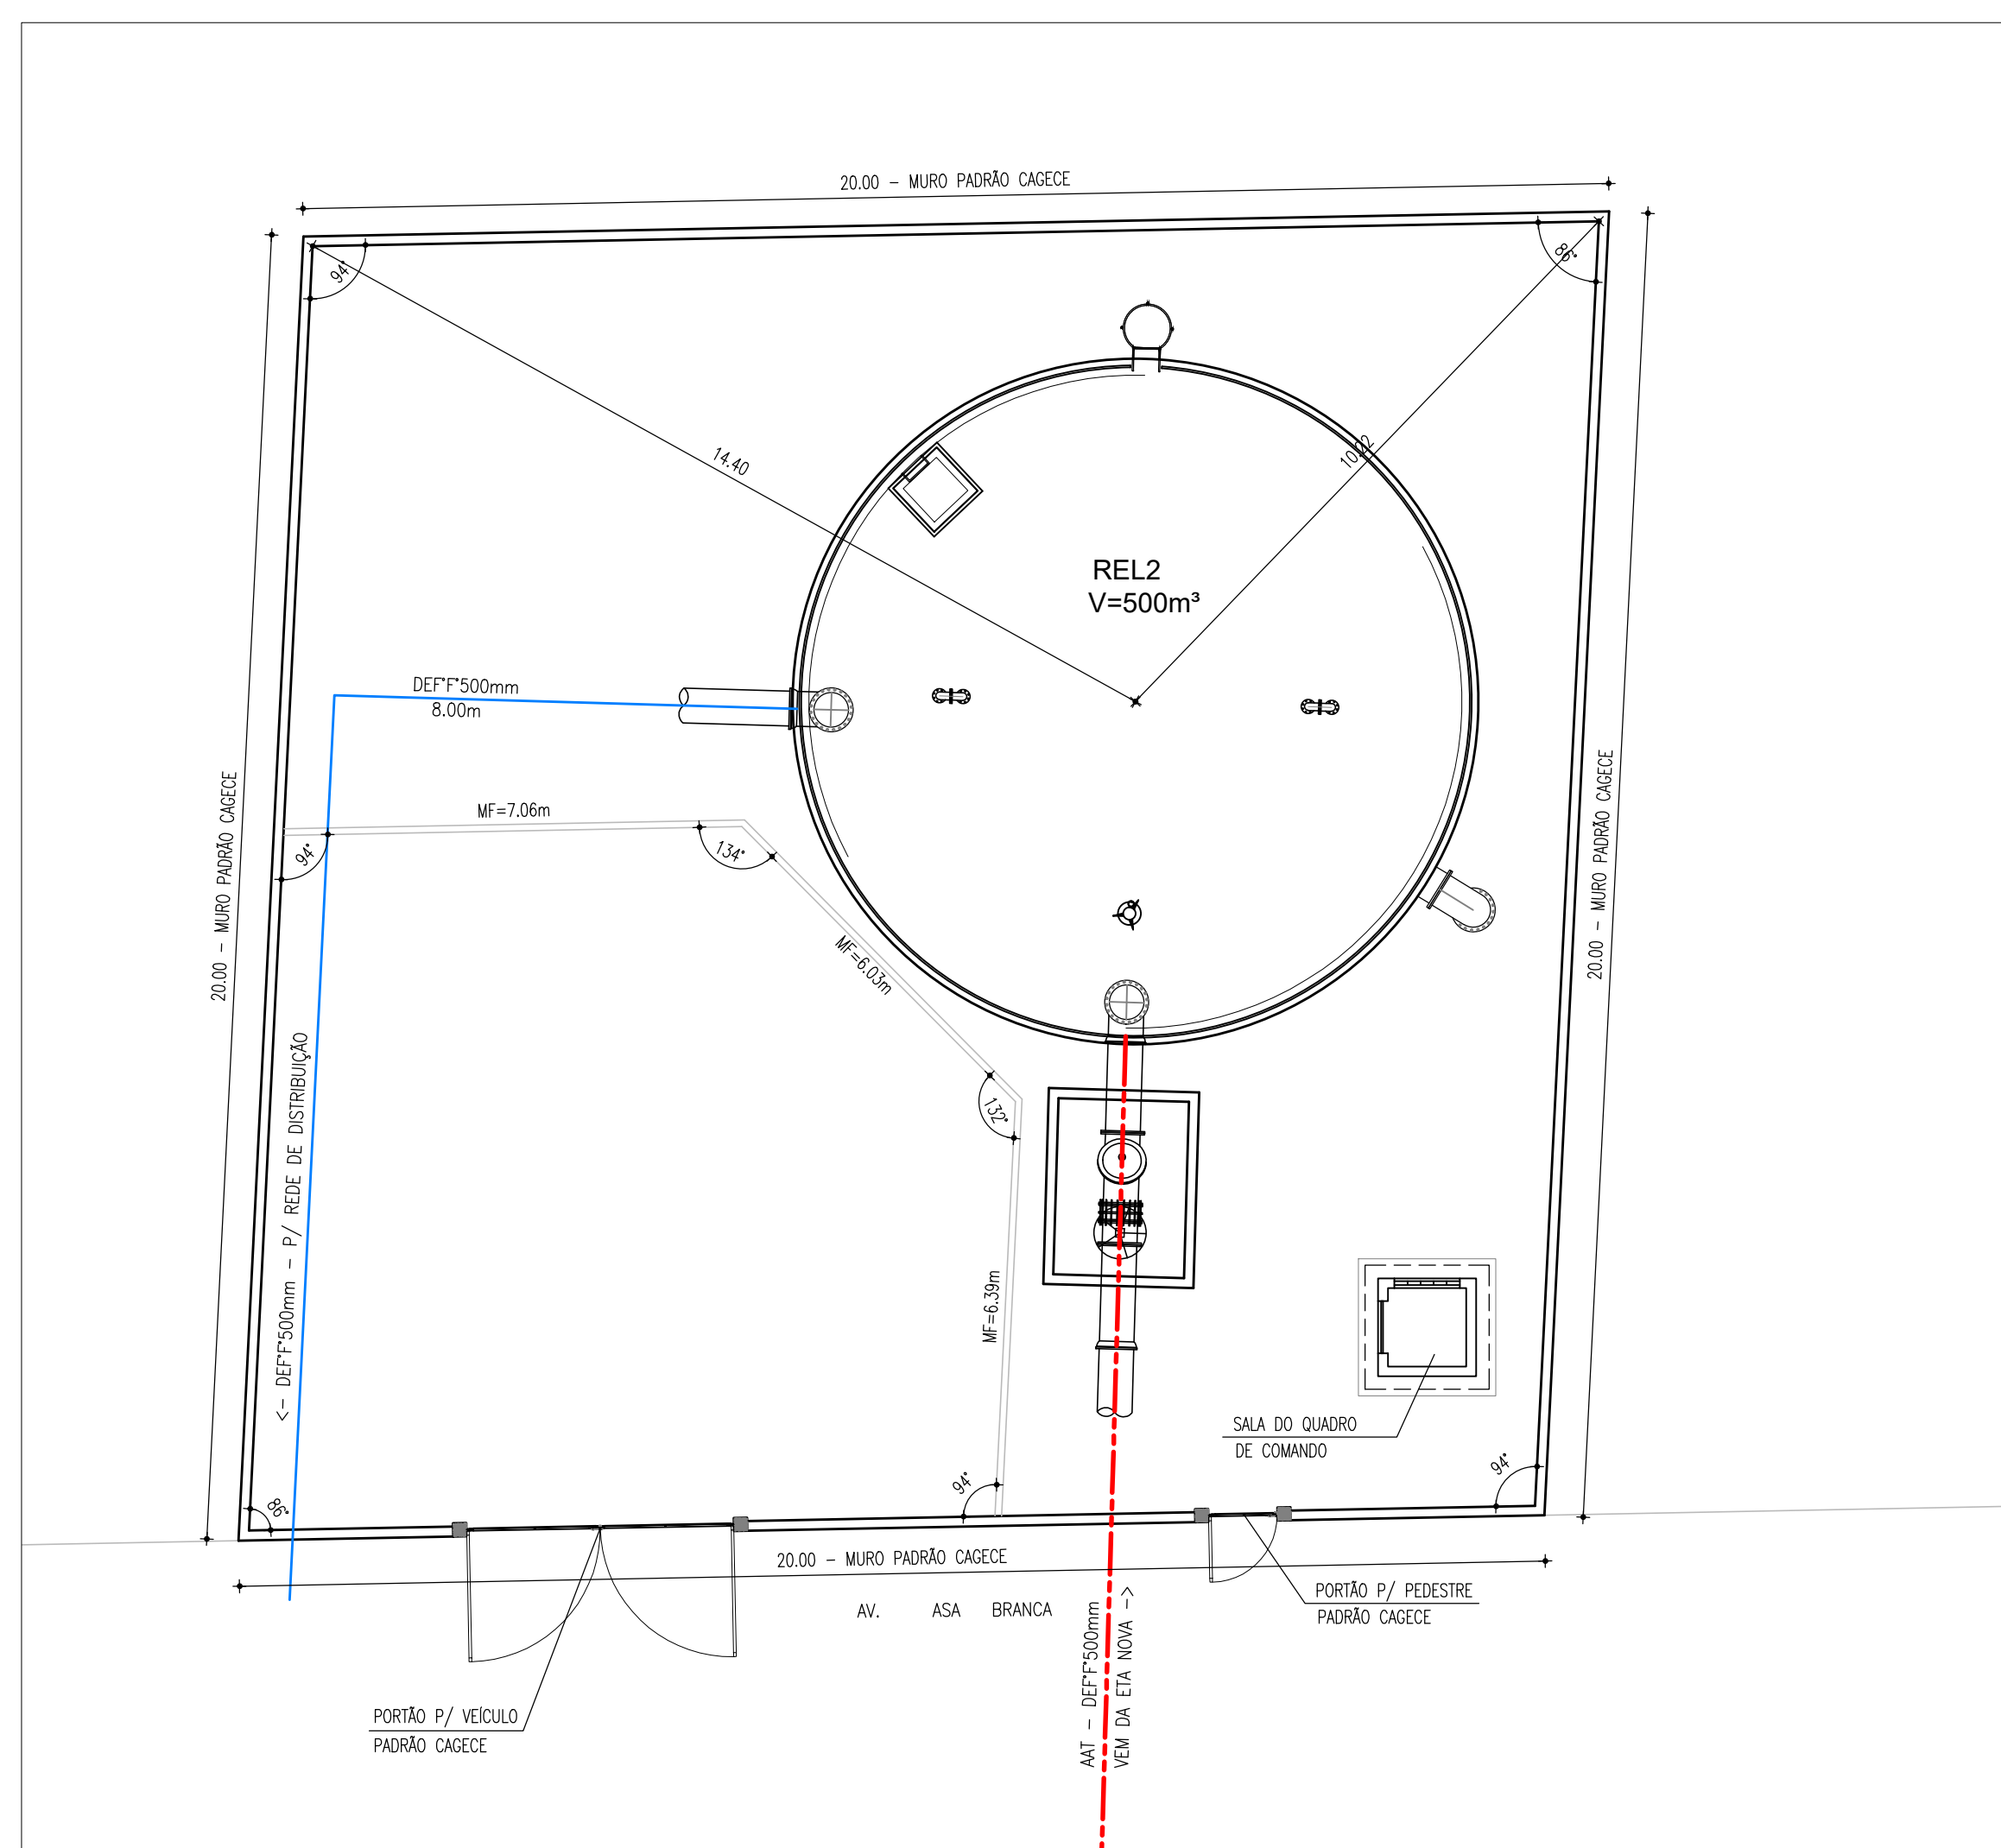 20.00 - MURO PADRÃO CAGECE
94°
86°
14.40
10.22
REL2
V=500m³
DEF°F°500mm
8.00m
20.00 - MURO PADRÃO CAGECE
20.00 - MURO PADRÃO CAGECE
MF=7.06m
94°
134°
MF=6.03m
<- DEF°F°500mm - P/ REDE DE DISTRIBUIÇÃO
132°
MF=6.39m
SALA DO QUADRO
DE COMANDO
94°
94°
86°
20.00 - MURO PADRÃO CAGECE
AV. ASA BRANCA
PORTÃO P/ PEDESTRE
PADRÃO CAGECE
AAT - DEF°F°500mm
VEM DA ETA NOVA ->
PORTÃO P/ VEÍCULO
PADRÃO CAGECE